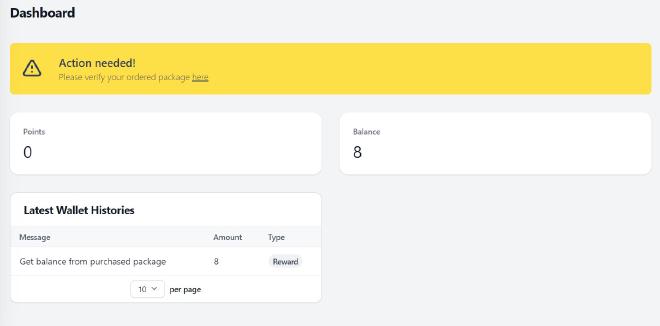 Dashboard
Action needed!
Please verify your ordered package here
Points
0
Balance
8
Latest Wallet Histories
Message Amount Type
Get balance from purchased package 8 Reward
10 per page